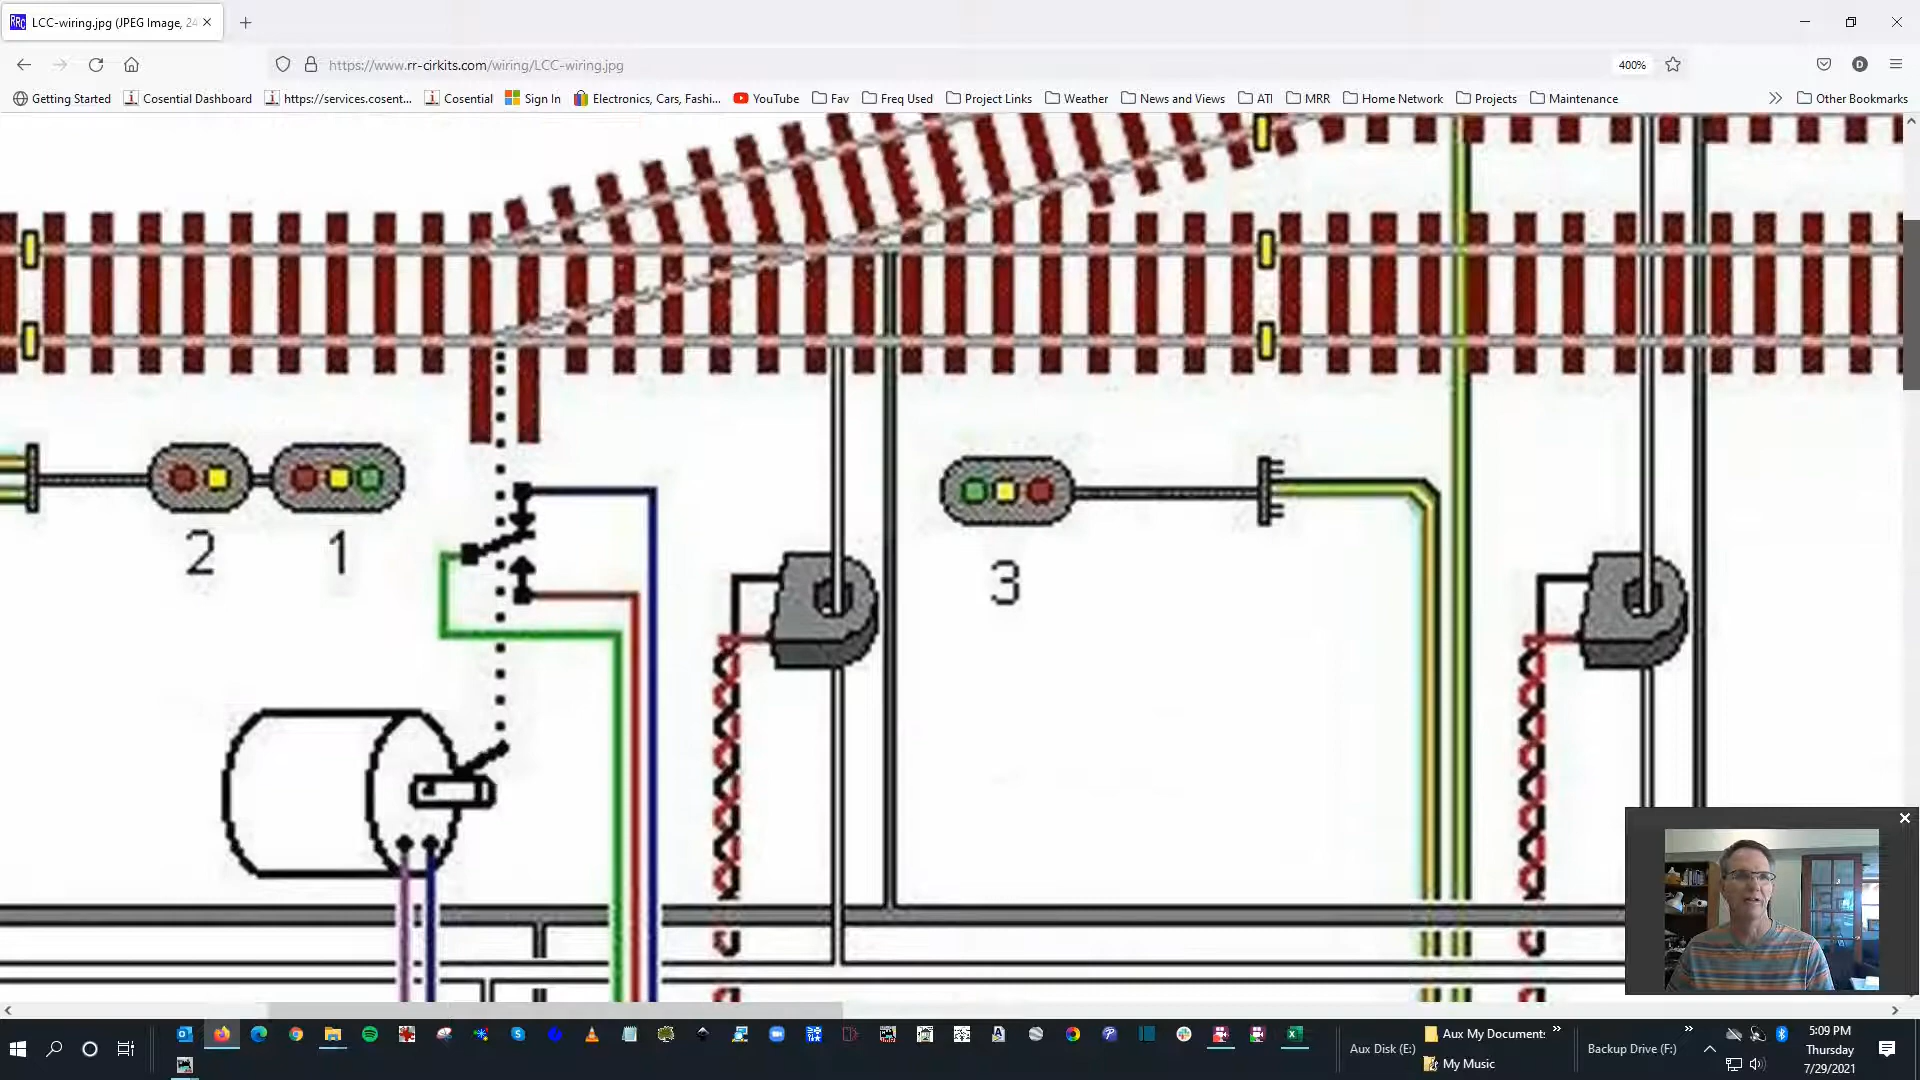 LCC-wiring.jpg (JPEG Image, 24
https://www.rr-cirkits.com/wiring/LCC-wiring.jpg
400%
Getting Started
Cosential Dashboard
https://services.cosent...
Cosential
Sign In
Electronics, Cars, Fashi...
YouTube
Fav
Freq Used
Project Links
Weather
News and Views
ATI
MRR
Home Network
Projects
Maintenance
Other Bookmarks
2
1
3
Aux Disk (E:)
Aux My Documents
My Music
Backup Drive (F:)
5:09 PM
Thursday
7/29/2021